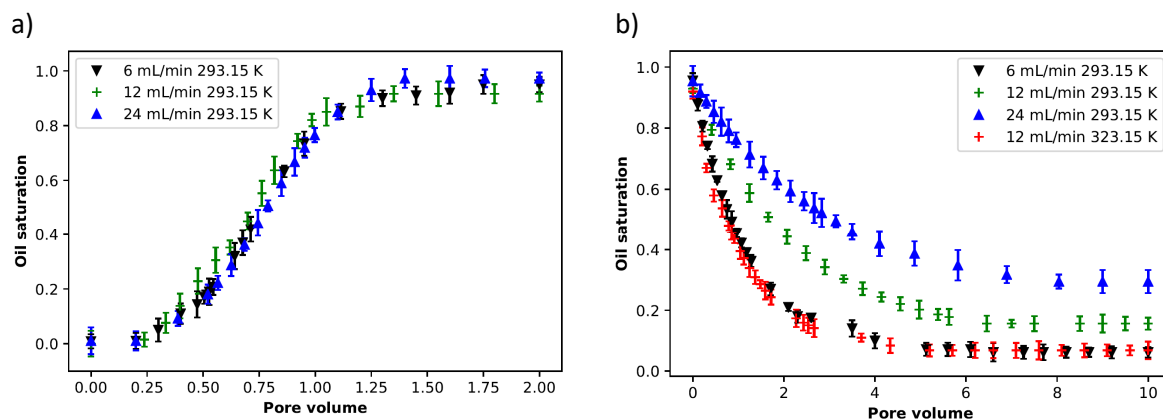 a)
Oil saturation
1.0
0.8
0.6
0.4
0.2
0.0
6 mL/min 293.15 K
12 mL/min 293.15 K
24 mL/min 293.15 K
0.00 0.25 0.50 0.75 1.00 1.25 1.50 1.75 2.00
Pore volume
b)
Oil saturation
1.0
0.8
0.6
0.4
0.2
0.0
6 mL/min 293.15 K
12 mL/min 293.15 K
24 mL/min 293.15 K
12 mL/min 323.15 K
0 2 4 6 8 10
Pore volume